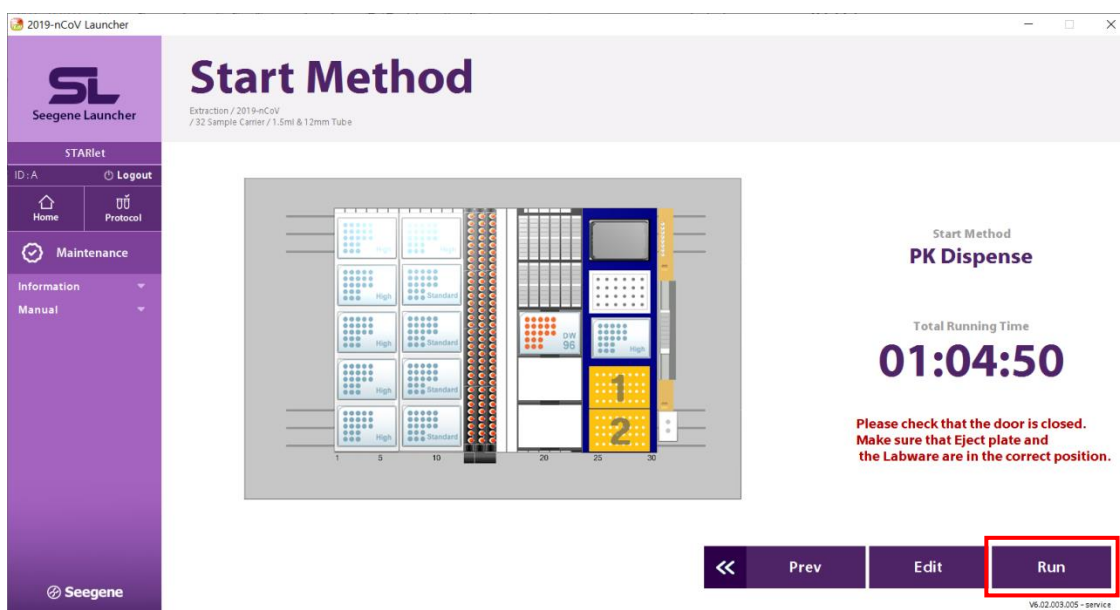 2019-nCoV Launcher
SL
Seegene Launcher
STARlet
ID : A
Logout
Home
Protocol
Maintenance
Information
Manual
Seegene
Start Method
Extraction / 2019-nCoV
/ 32 Sample Carrier / 1.5ml & 12mm Tube
High
High
High Standard
High Standard
High Standard
High Standard
DW
96
High
1
2
1 5 10 20 25 30
Start Method
PK Dispense
Total Running Time
01:04:50
Please check that the door is closed.
Make sure that Eject plate and
the Labware are in the correct position.
Prev
Edit
Run
V6.02.003.005 - service